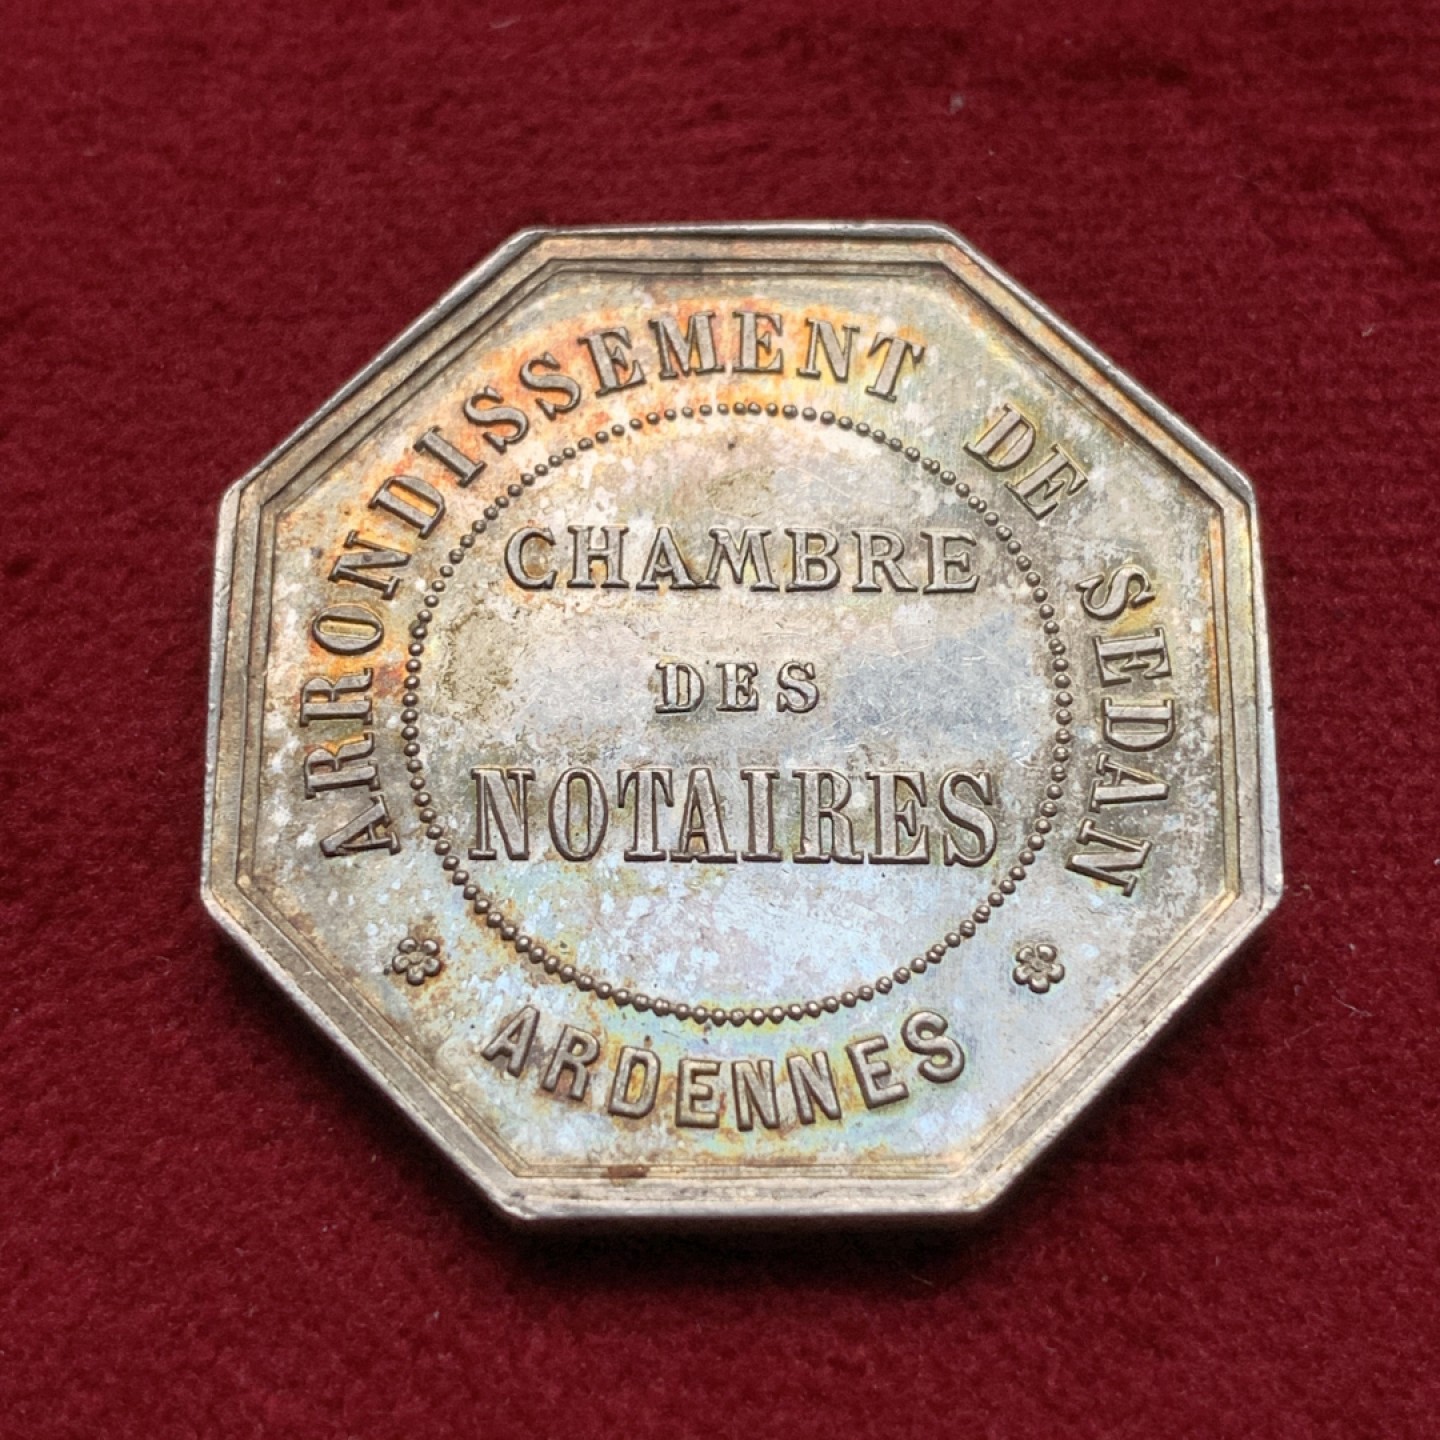 ARRONDISSEMENT DE SEDAN
CHAMBRE
DES
NOTAIRES
ARDENNES